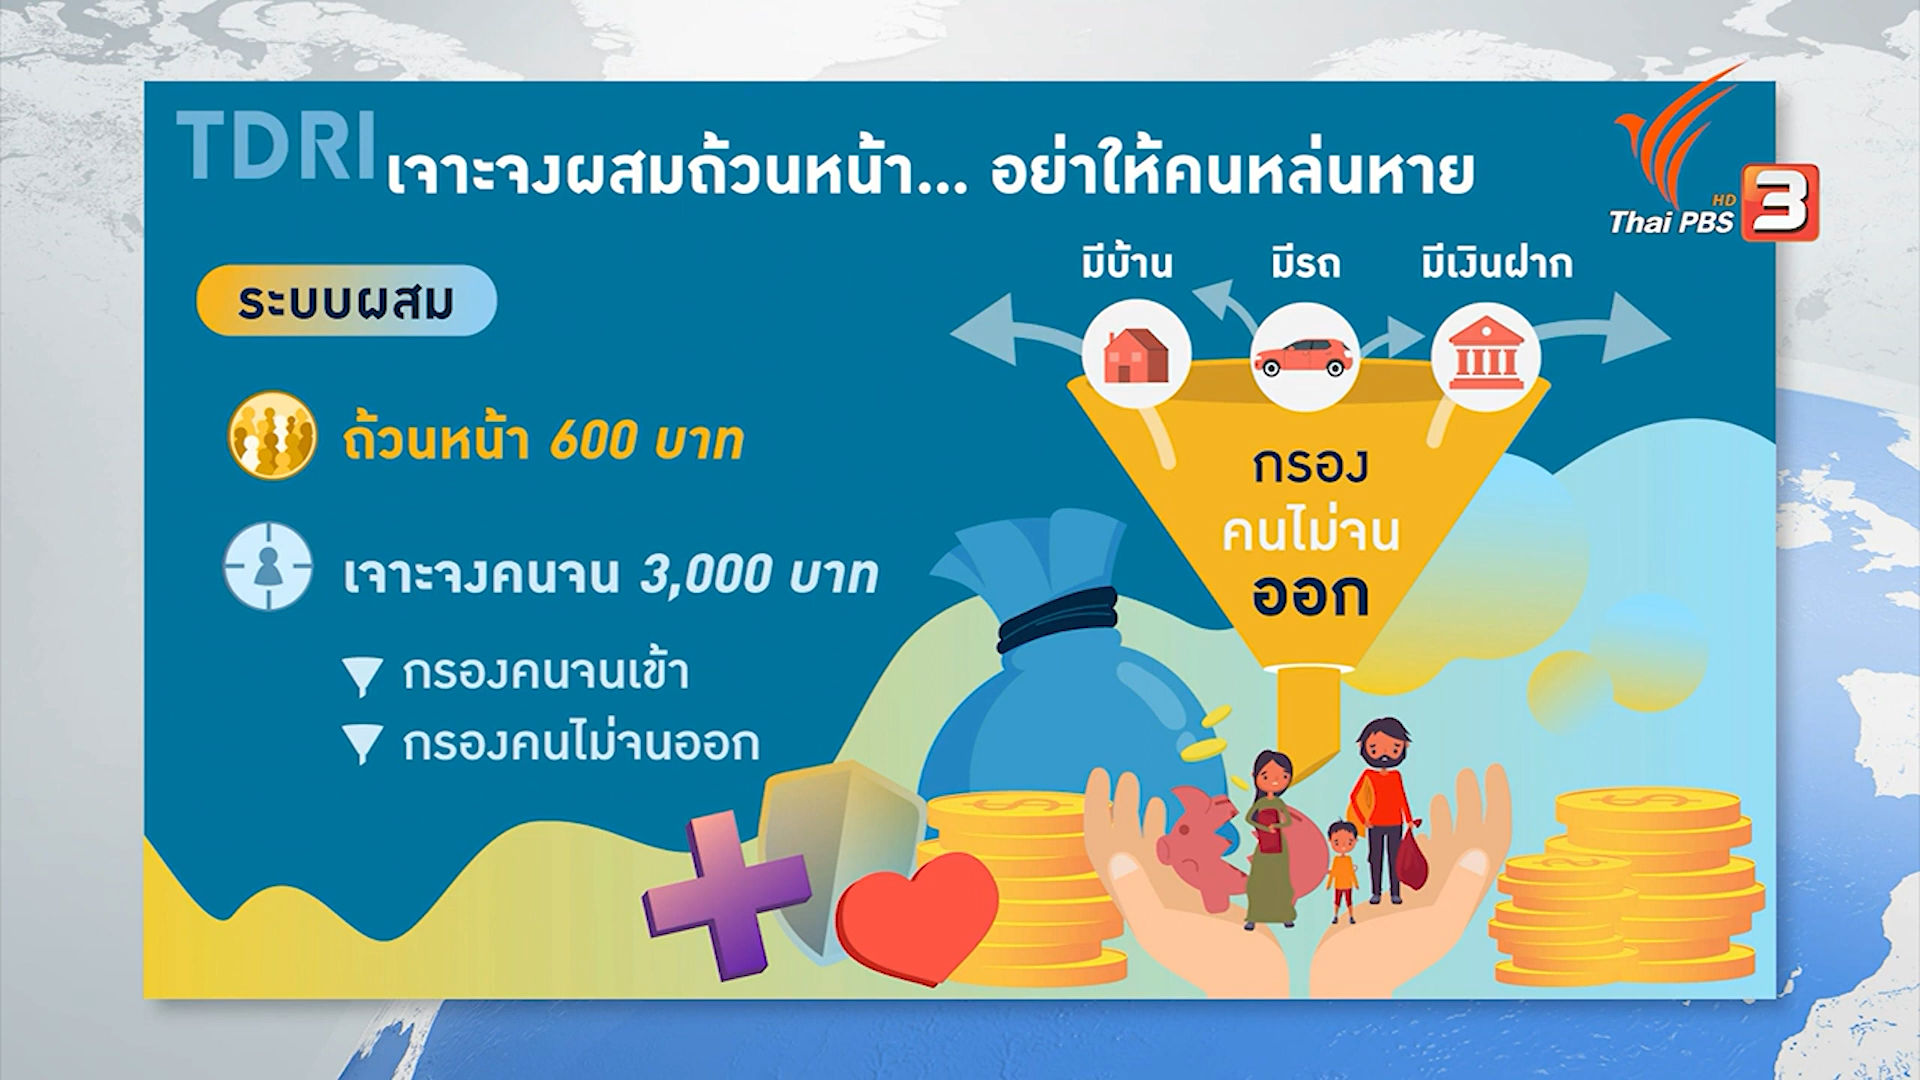 TDRI
เจาะจงผสมถ้วนหน้า... อย่าให้คนหล่นหาย
HD
Thai PBS 3
ระบบผสม
ถ้วนหน้า 600 บาท
เจาะจงคนจน 3,000 บาท
กรองคนจนเข้า
กรองคนไม่จนออก
มีบ้าน
มีรถ
มีเงินฝาก
กรอง
คนไม่จน
ออก